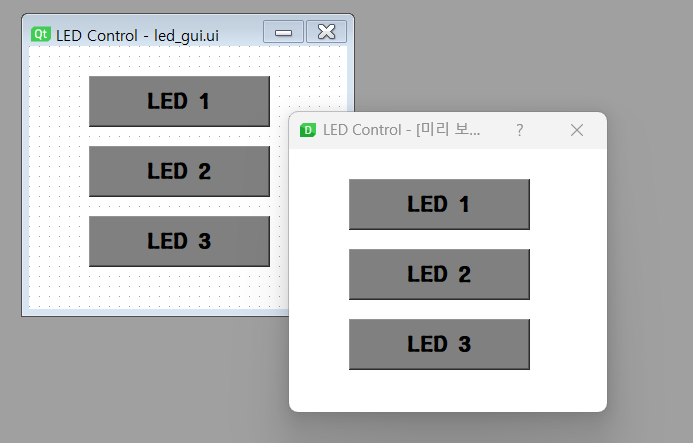 Qt LED Control - led_gui.ui
LED 1
LED 2
LED 3
D LED Control - [미리 보... ?
LED 1
LED 2
LED 3